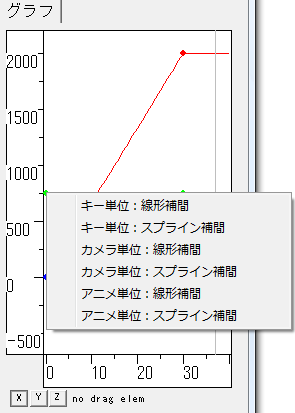 グラフ
2000
1500
1000
キー単位：線形補間
キー単位：スプライン補間
500
カメラ単位：線形補間
カメラ単位：スプライン補間
0
アニメ単位：線形補間
アニメ単位：スプライン補間
-500
0 10 20 30
X Y Z no drag elem